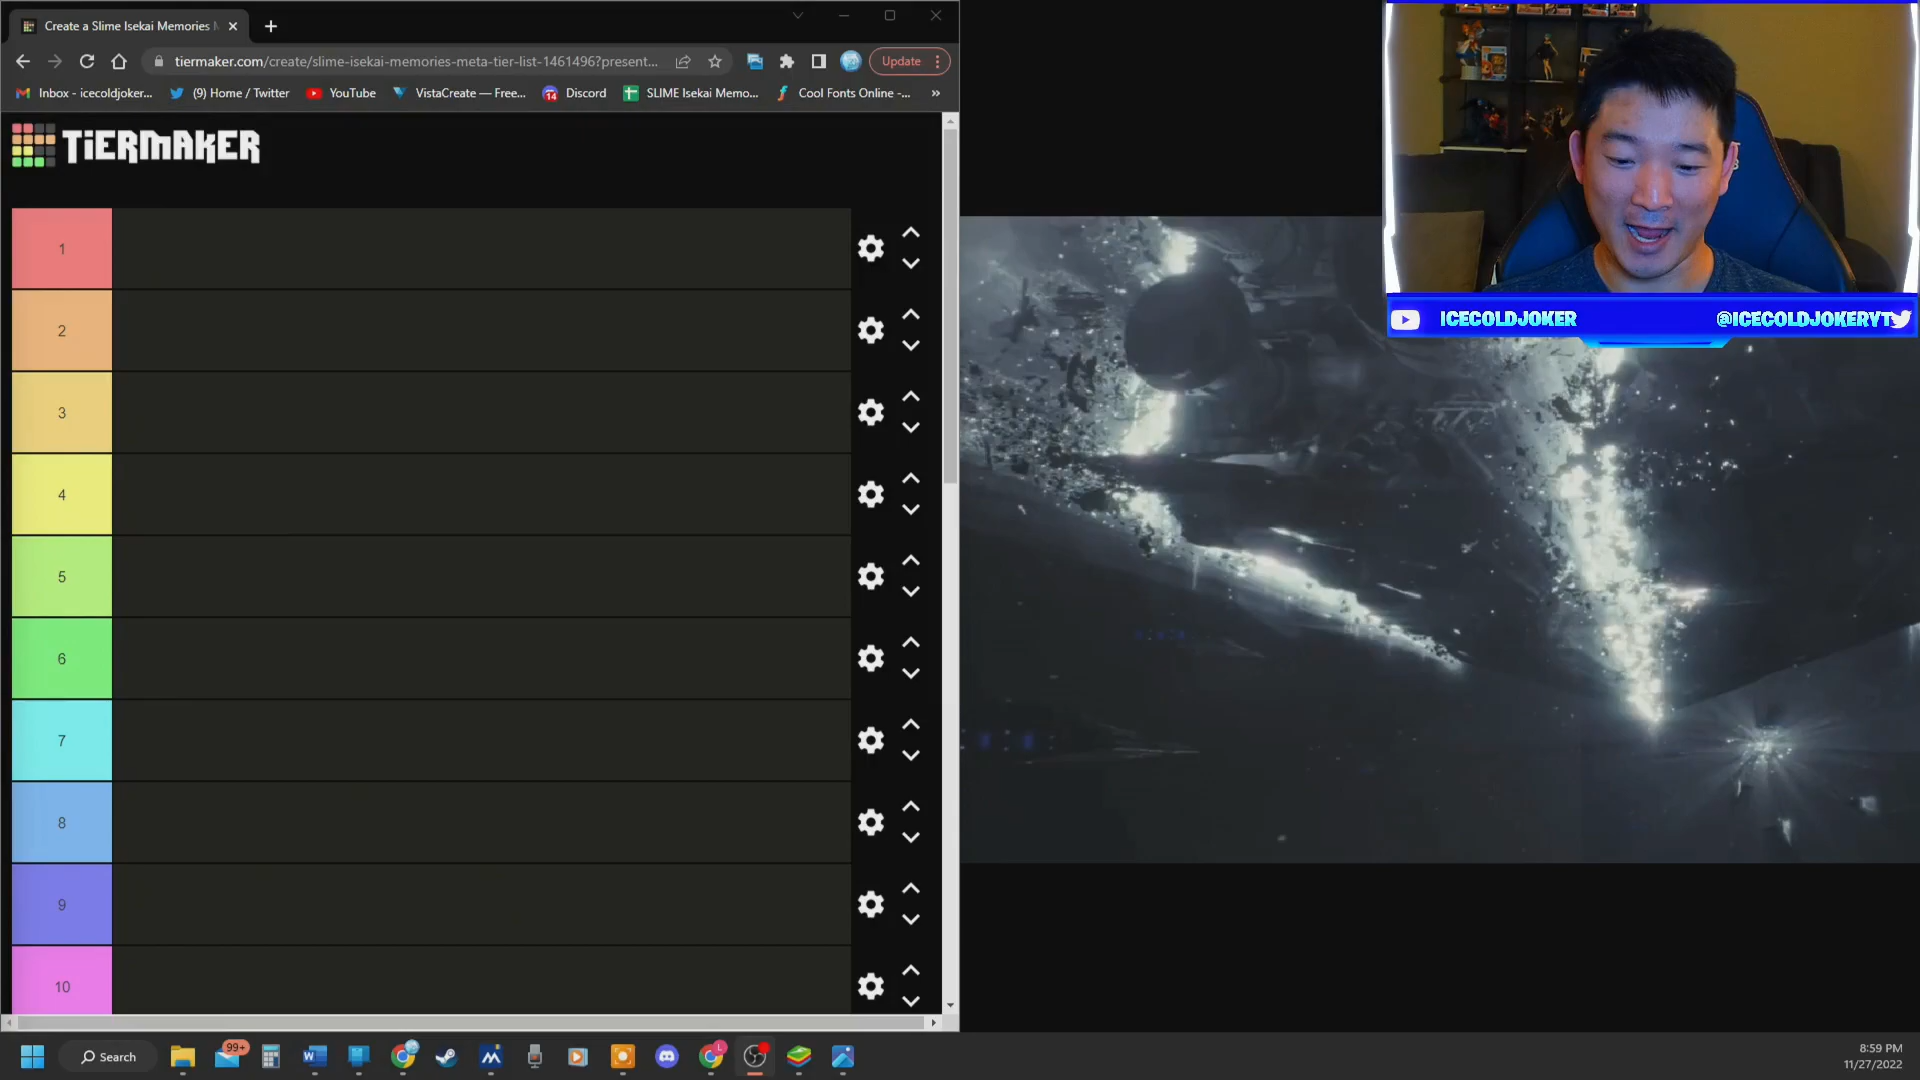 Create a Slime Isekai Memories M
tiermaker.com/create/slime-isekai-memories-meta-tier-list-1461496?present...
Update
Inbox - icecoldjoker...
(9) Home / Twitter
YouTube
VistaCreate — Free...
14
Discord
SLIME Isekai Memo...
Cool Fonts Online -...
»
TiERMAKER
1
2
3
4
5
6
7
8
9
10
ICECOLDJOKER
@ICECOLDJOKERYT
Search
99+
W
L
8:59 PM
11/27/2022